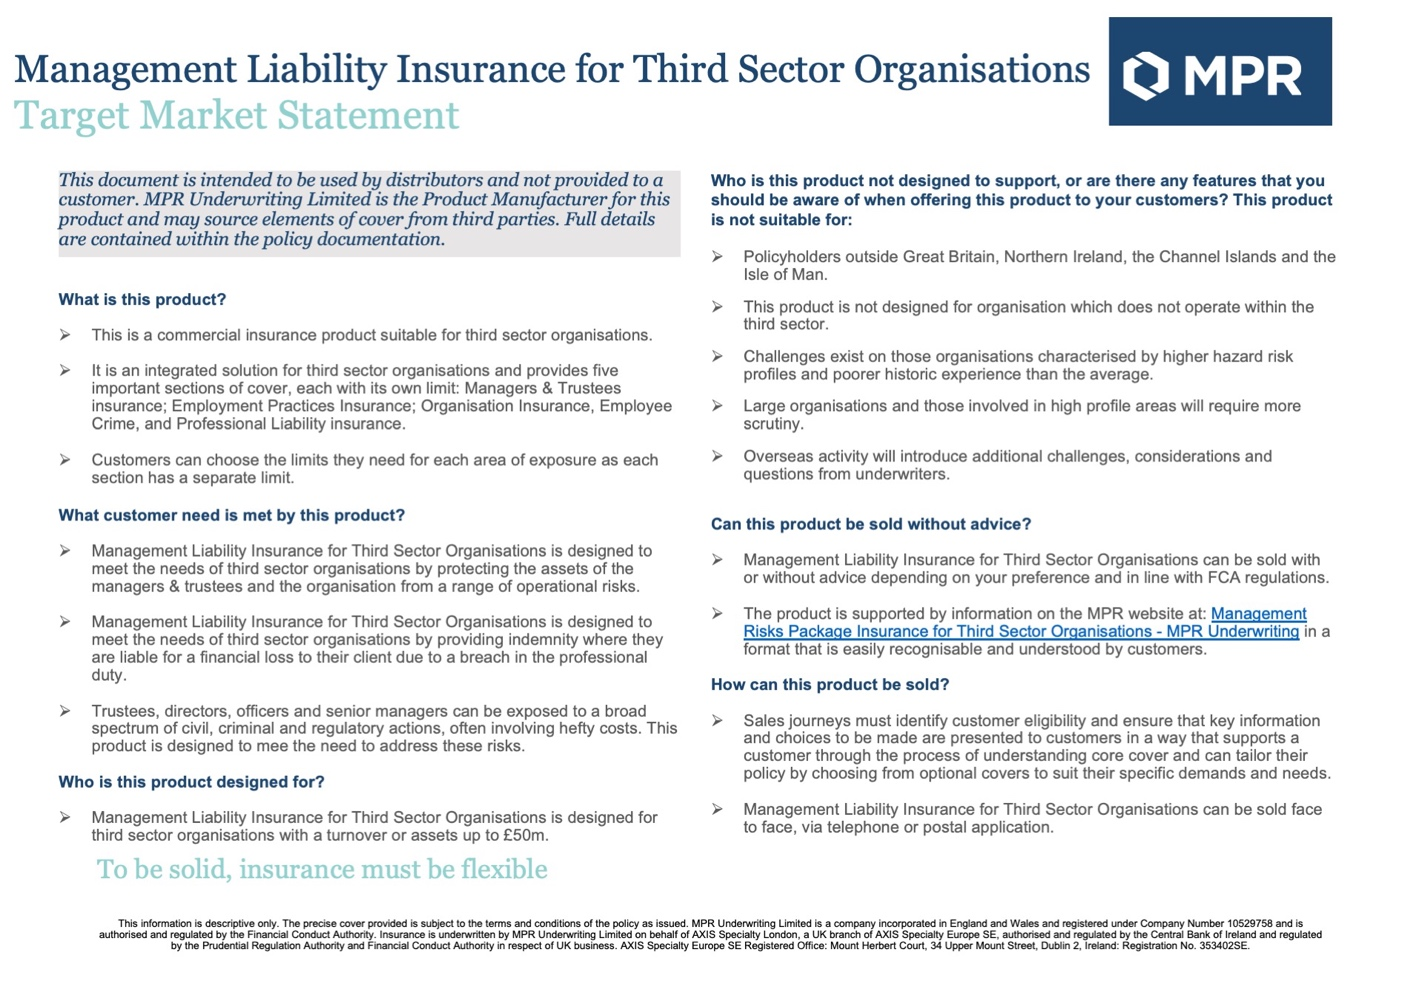 Management Liability Insurance for Third Sector Organisations
Target Market Statement
MPR
This document is intended to be used by distributors and not provided to a
customer. MPR Underwriting Limited is the Product Manufacturer for this
product and may source elements of cover from third parties. Full details
are contained within the policy documentation.
What is this product?
➢ This is a commercial insurance product suitable for third sector organisations.
➢ It is an integrated solution for third sector organisations and provides five
important sections of cover, each with its own limit: Managers & Trustees
insurance; Employment Practices Insurance; Organisation Insurance, Employee
Crime, and Professional Liability insurance.
➢ Customers can choose the limits they need for each area of exposure as each
section has a separate limit.
What customer need is met by this product?
➢ Management Liability Insurance for Third Sector Organisations is designed to
meet the needs of third sector organisations by protecting the assets of the
managers & trustees and the organisation from a range of operational risks.
➢ Management Liability Insurance for Third Sector Organisations is designed to
meet the needs of third sector organisations by providing indemnity where they
are liable for a financial loss to their client due to a breach in the professional
duty.
➢ Trustees, directors, officers and senior managers can be exposed to a broad
spectrum of civil, criminal and regulatory actions, often involving hefty costs. This
product is designed to mee the need to address these risks.
Who is this product designed for?
➢ Management Liability Insurance for Third Sector Organisations is designed for
third sector organisations with a turnover or assets up to £50m.
To be solid, insurance must be flexible
Who is this product not designed to support, or are there any features that you
should be aware of when offering this product to your customers? This product
is not suitable for:
➢ Policyholders outside Great Britain, Northern Ireland, the Channel Islands and the
Isle of Man.
➢ This product is not designed for organisation which does not operate within the
third sector.
➢ Challenges exist on those organisations characterised by higher hazard risk
profiles and poorer historic experience than the average.
➢ Large organisations and those involved in high profile areas will require more
scrutiny.
➢ Overseas activity will introduce additional challenges, considerations and
questions from underwriters.
Can this product be sold without advice?
➢ Management Liability Insurance for Third Sector Organisations can be sold with
or without advice depending on your preference and in line with FCA regulations.
➢ The product is supported by information on the MPR website at: Management
Risks Package Insurance for Third Sector Organisations - MPR Underwriting in a
format that is easily recognisable and understood by customers.
How can this product be sold?
➢ Sales journeys must identify customer eligibility and ensure that key information
and choices to be made are presented to customers in a way that supports a
customer through the process of understanding core cover and can tailor their
policy by choosing from optional covers to suit their specific demands and needs.
➢ Management Liability Insurance for Third Sector Organisations can be sold face
to face, via telephone or postal application.
This information is descriptive only. The precise cover provided is subject to the terms and conditions of the policy as issued. MPR Underwriting Limited is a company incorporated in England and Wales and registered under Company Number 10529758 and is
authorised and regulated by the Financial Conduct Authority. Insurance is underwritten by MPR Underwriting Limited on behalf of AXIS Specialty London, a UK branch of AXIS Specialty Europe SE, authorised and regulated by the Central Bank of Ireland and regulated
by the Prudential Regulation Authority and Financial Conduct Authority in respect of UK business. AXIS Specialty Europe SE Registered Office: Mount Herbert Court, 34 Upper Mount Street, Dublin 2, Ireland: Registration No. 353402SE.